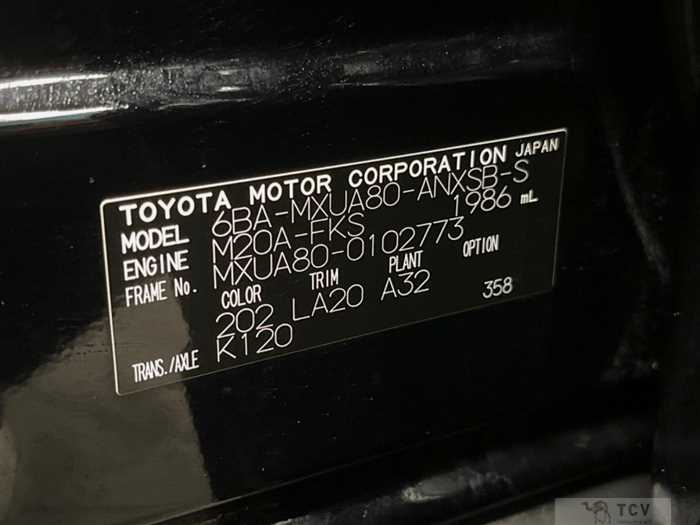 TOYOTA MOTOR CORPORATION JAPAN
MODEL 6BA-MXUA80-ANXSB-S
ENGINE M20A-FKS 1986 mL
FRAME No. MXUA80-0102773
COLOR TRIM PLANT OPTION
202 LA20 A32 358
TRANS./AXLE K120
TCV